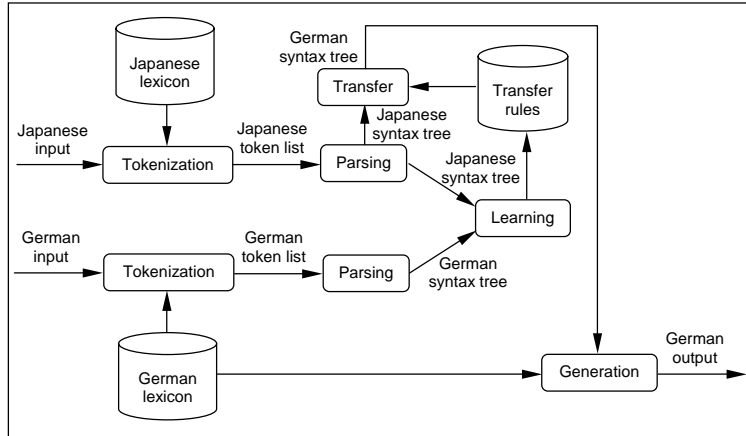 German
syntax tree
Japanese
lexicon
Transfer
Transfer
rules
Japanese
input
Japanese
token list
Japanese
syntax tree
Tokenization
Parsing
Japanese
syntax tree
Learning
German
input
German
token list
Tokenization
Parsing
German
syntax tree
German
lexicon
Generation
German
output